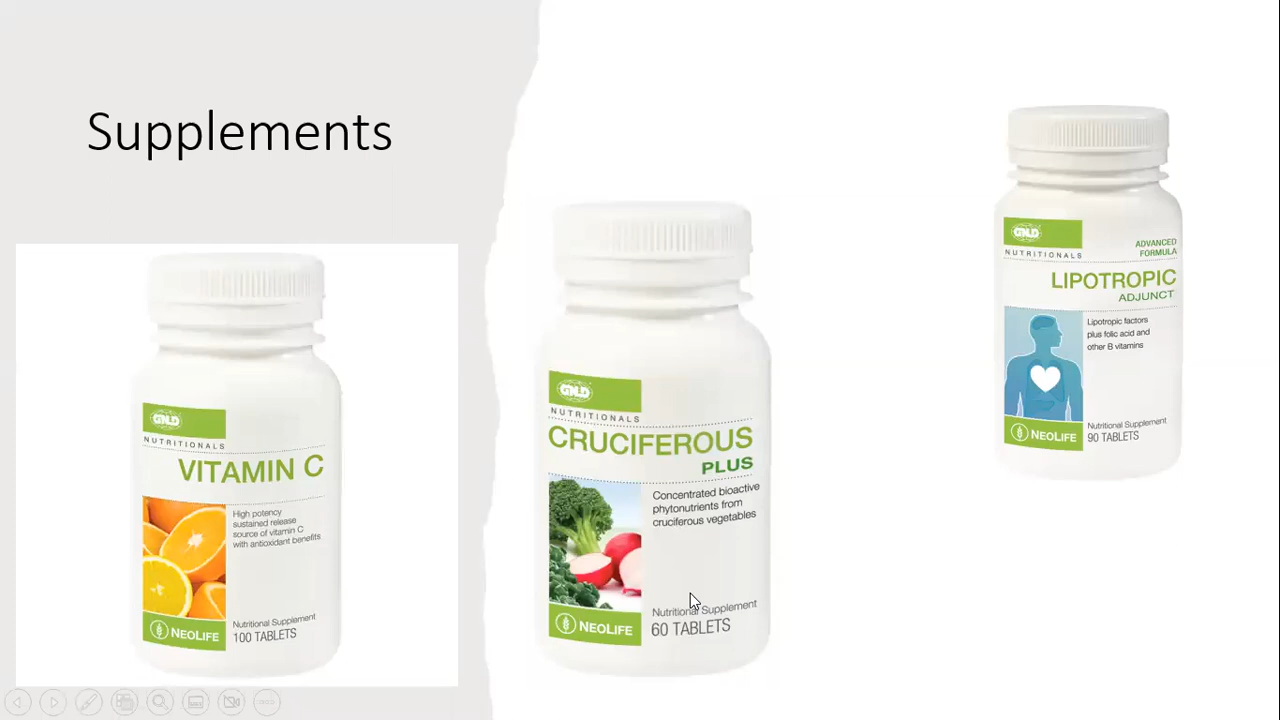 Supplements
GNLD
NUTRITIONALS
VITAMIN C
High potency
sustained release
source of vitamin C
with antioxidant benefits
Nutritional Supplement
100 TABLETS
NEOLIFE
GNLD
NUTRITIONALS
CRUCIFEROUS
PLUS
Concentrated bioactive
phytonutrients from
cruciferous vegetables
Nutritional Supplement
60 TABLETS
NEOLIFE
GNLD
NUTRITIONALS
ADVANCED
FORMULA
LIPOTROPIC
ADJUNCT
Lipotropic factors
plus folic acid and
other B vitamins
Nutritional Supplement
90 TABLETS
NEOLIFE